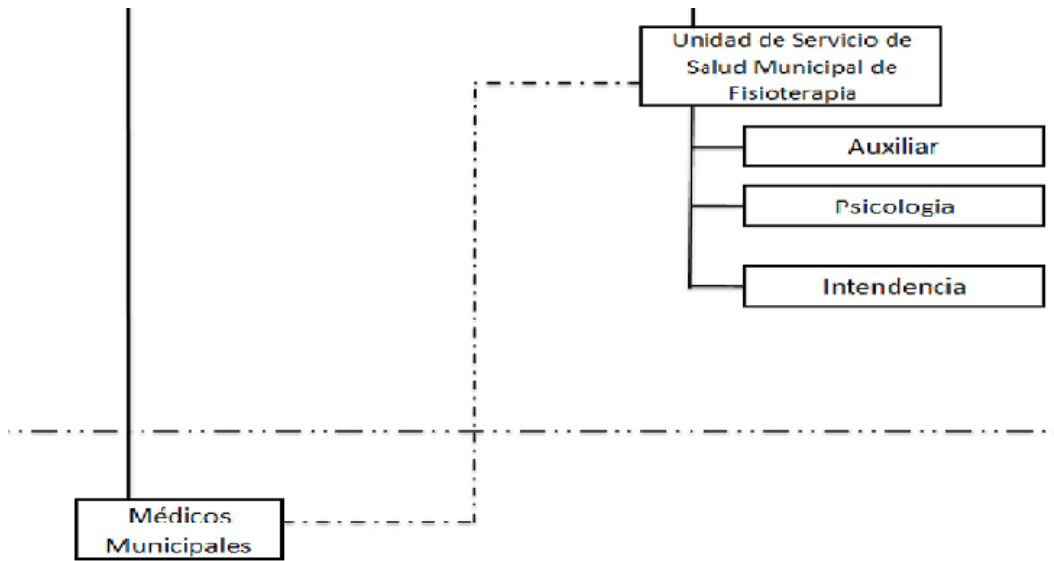 Unidad de Servicio de
Salud Municipal de
Fisioterapia
Auxiliar
Psicologia
Intendencia
Médicos
Municipales